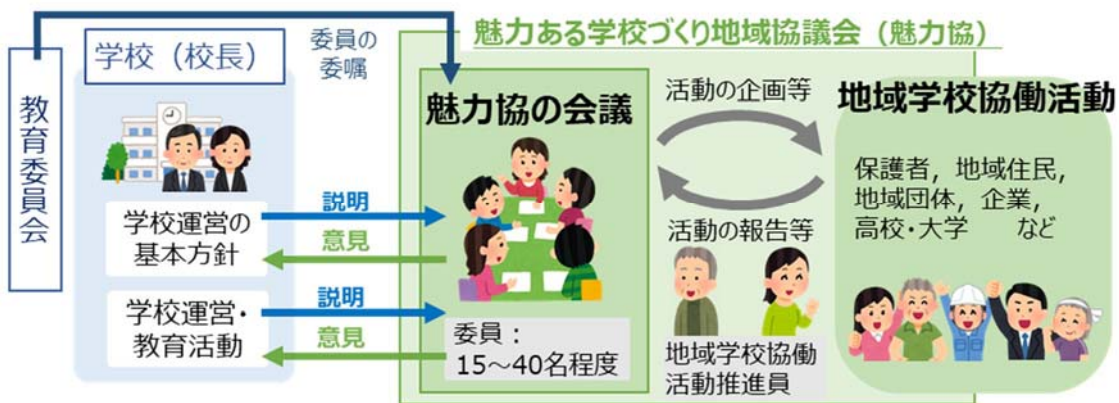 教育委員会
学校（校長）
委員の
委嘱
魅力ある学校づくり地域協議会（魅力協）
魅力協の会議
活動の企画等
地域学校協働活動
保護者，地域住民，
地域団体，企業，
高校・大学　など
学校運営の
基本方針
説明
意見
学校運営・
教育活動
説明
意見
委員：
15～40名程度
活動の報告等
地域学校協働
活動推進員